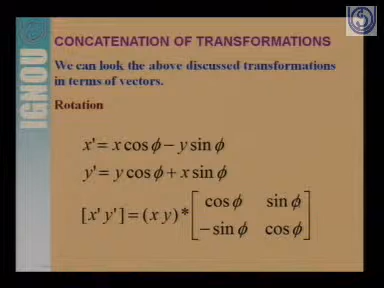 IGNOU
CONCATENATION OF TRANSFORMATIONS
We can look the above discussed transformations
in terms of vectors.
Rotation
x' = x cos ϕ − y sin ϕ
y' = y cos ϕ + x sin ϕ
[x' y'] = (x y) * [cos ϕ sin ϕ
− sin ϕ cos ϕ]